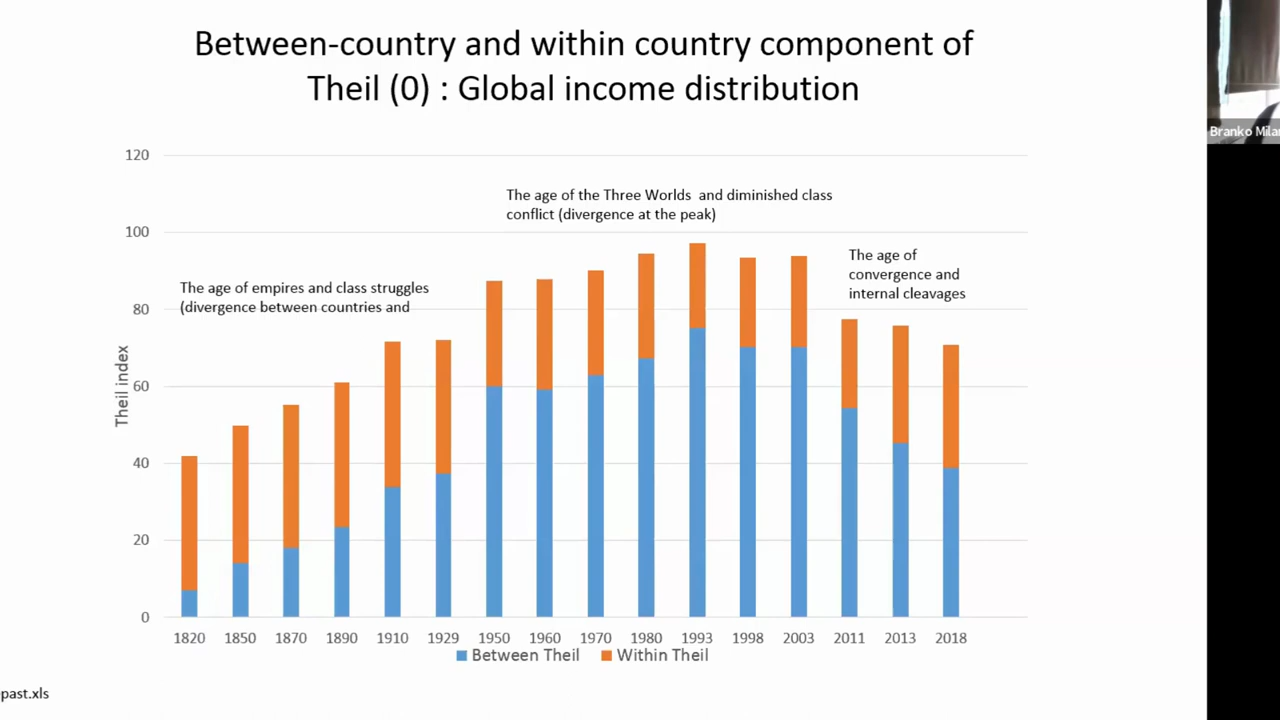 Between-country and within country component of
Theil (0) : Global income distribution
Branko Mila
120
The age of the Three Worlds and diminished class
conflict (divergence at the peak)
100
The age of
convergence and
internal cleavages
The age of empires and class struggles
(divergence between countries and
80
Theil index
60
40
20
0
1820 1850 1870 1890 1910 1929 1950 1960 1970 1980 1993 1998 2003 2011 2013 2018
Between Theil Within Theil
past.xls